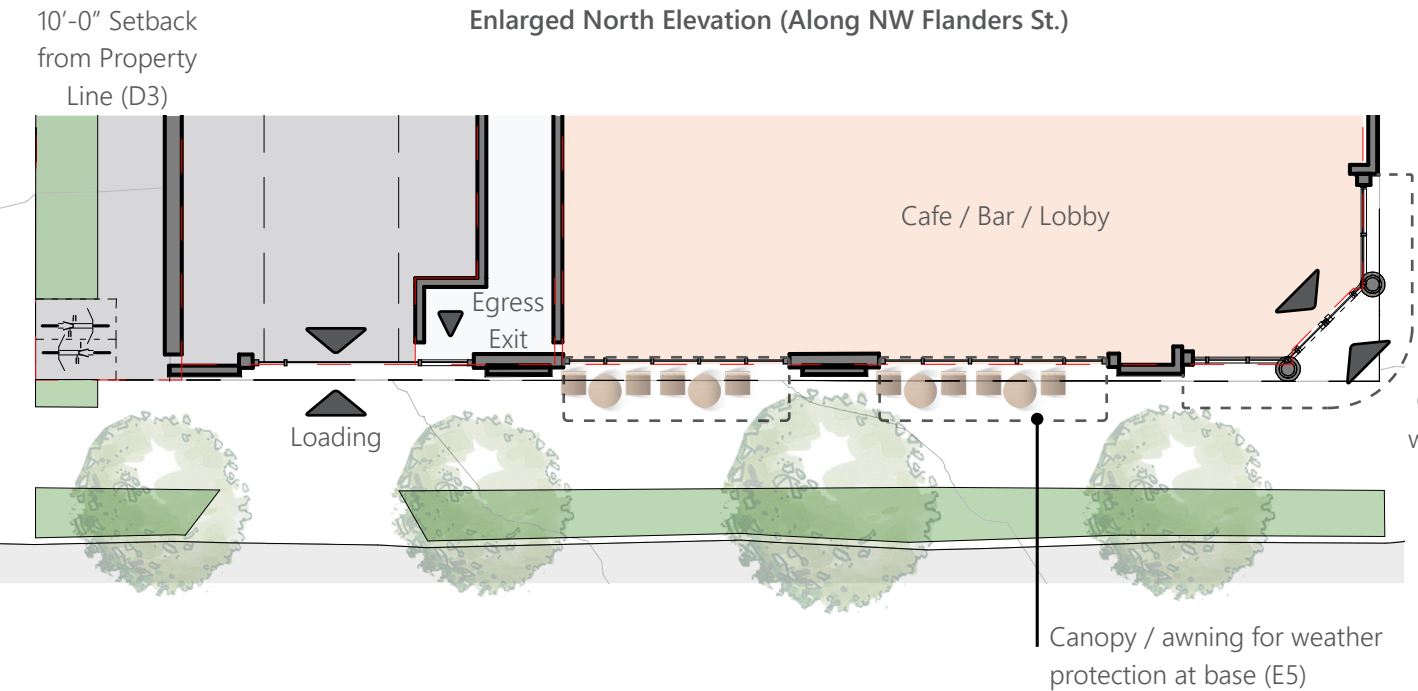 10’-0” Setback
from Property
Line (D3)
Enlarged North Elevation (Along NW Flanders St.)
Cafe / Bar / Lobby
Egress
Exit
Loading
Canopy / awning for weather
protection at base (E5)